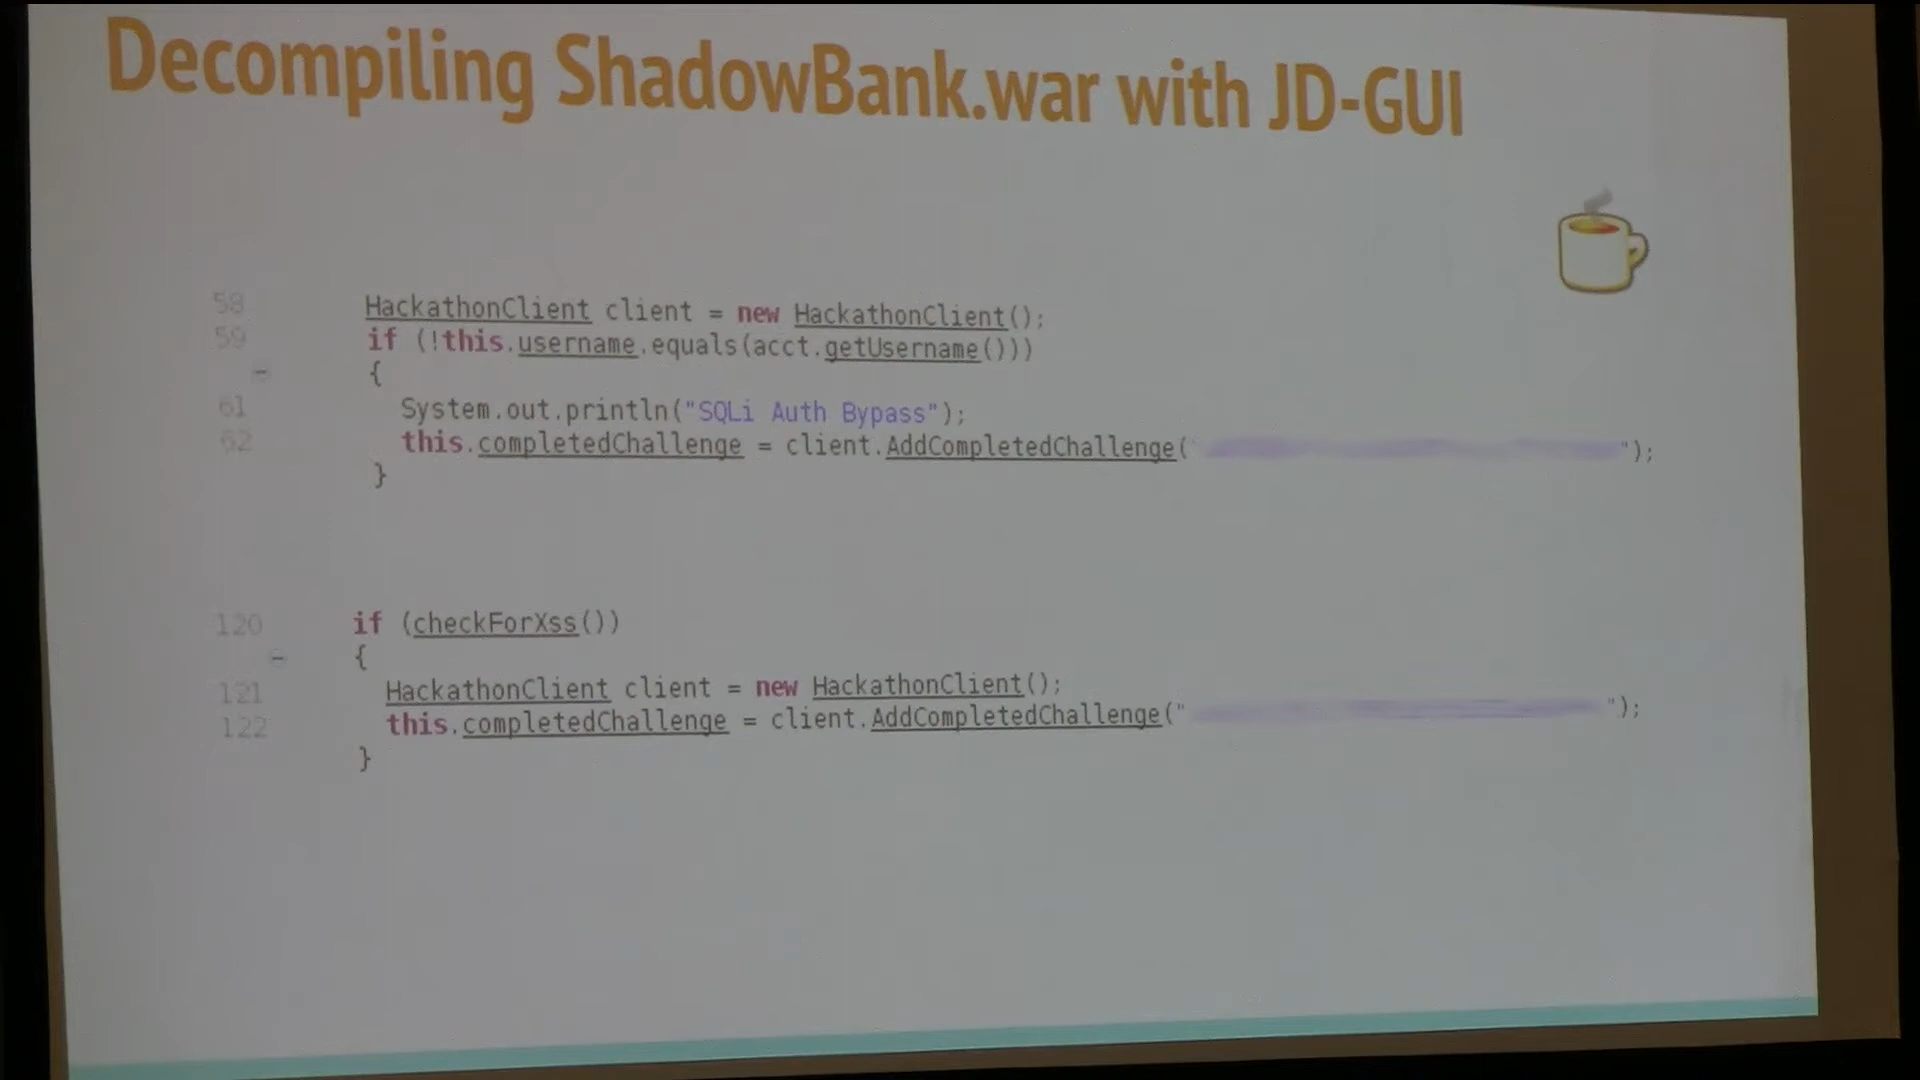 Decompiling ShadowBank.war with JD-GUI
58 HackathonClient client = new HackathonClient();
59 if (!this.username.equals(acct.getUsername()))
- {
61 System.out.println("SQLi Auth Bypass");
62 this.completedChallenge = client.AddCompletedChallenge(" ");
}
120 if (checkForXss())
- {
121 HackathonClient client = new HackathonClient();
122 this.completedChallenge = client.AddCompletedChallenge(" ");
}